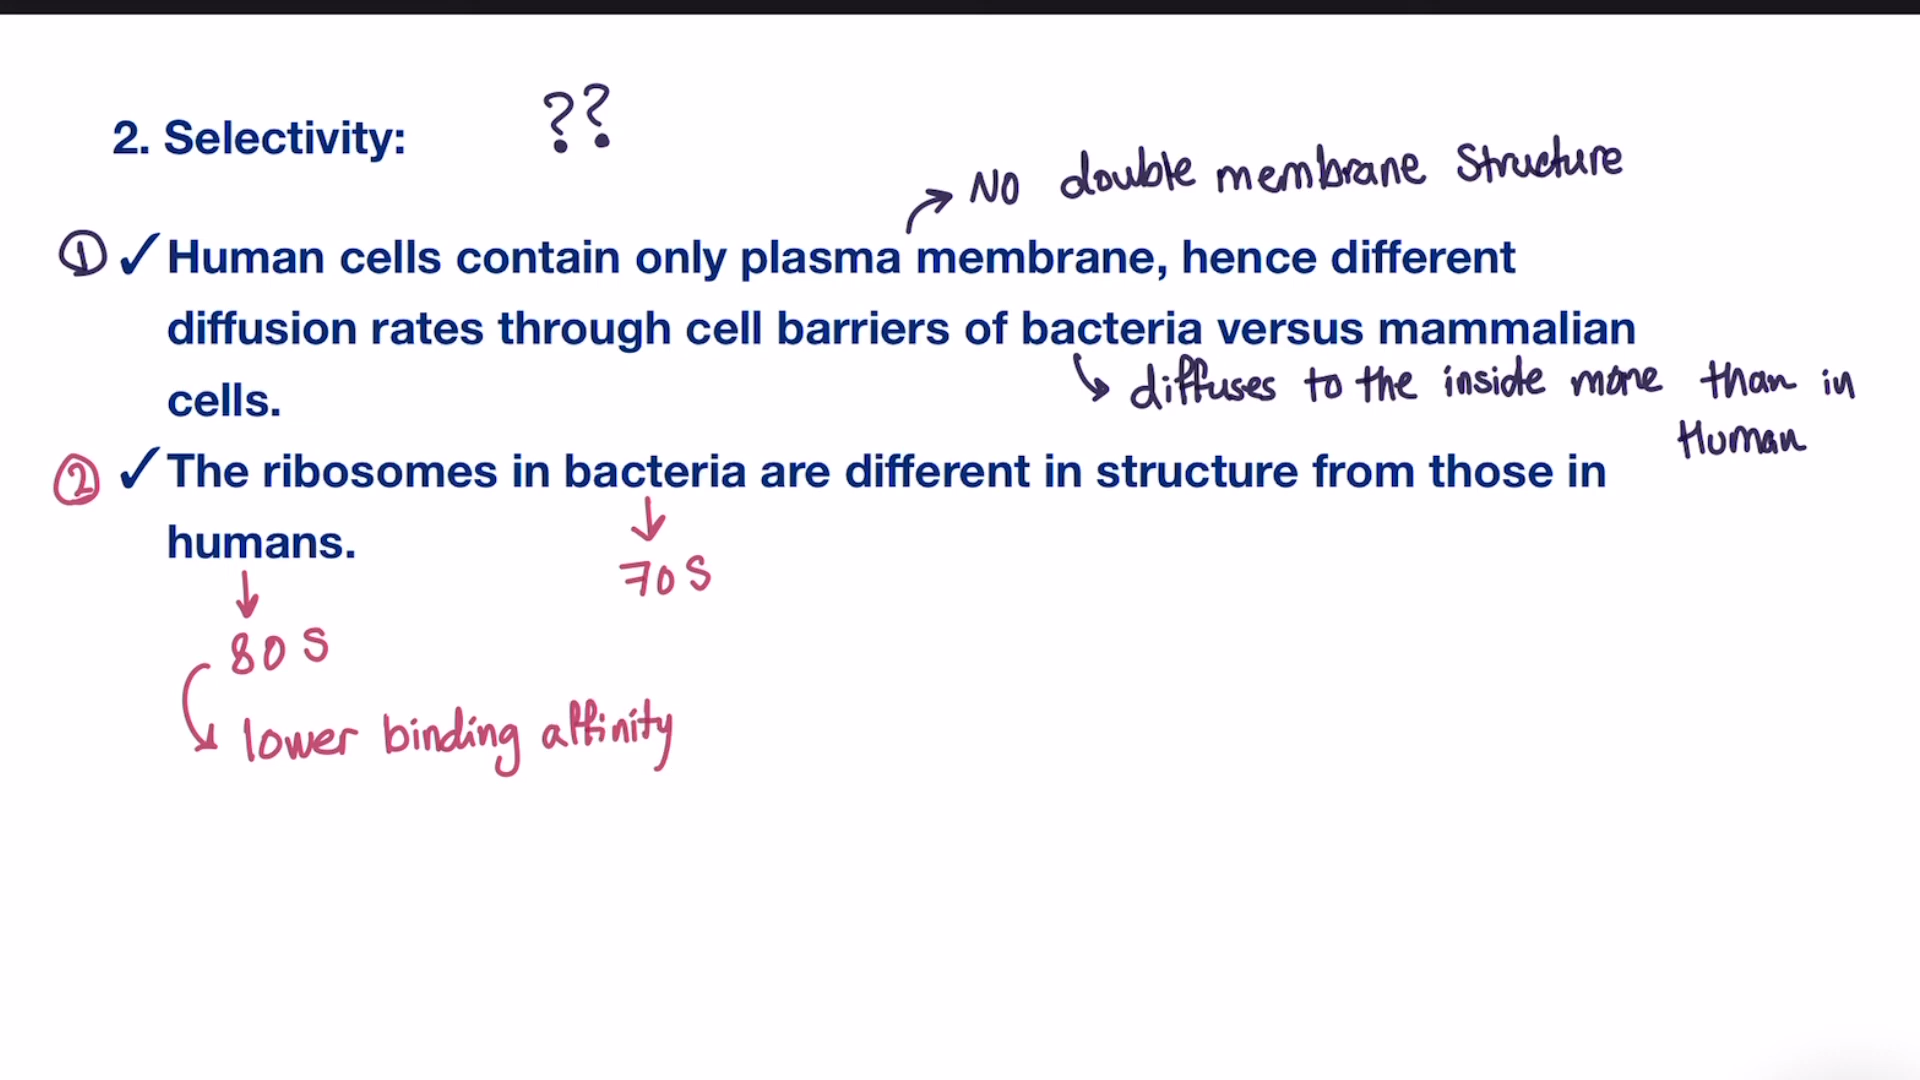 2. Selectivity: ??
NO double membrane Structure
① ✓Human cells contain only plasma membrane, hence different
diffusion rates through cell barriers of bacteria versus mammalian
cells.
diffuses to the inside more than in
Human
② ✓The ribosomes in bacteria are different in structure from those in
humans.
70 S
80 S
lower binding affinity